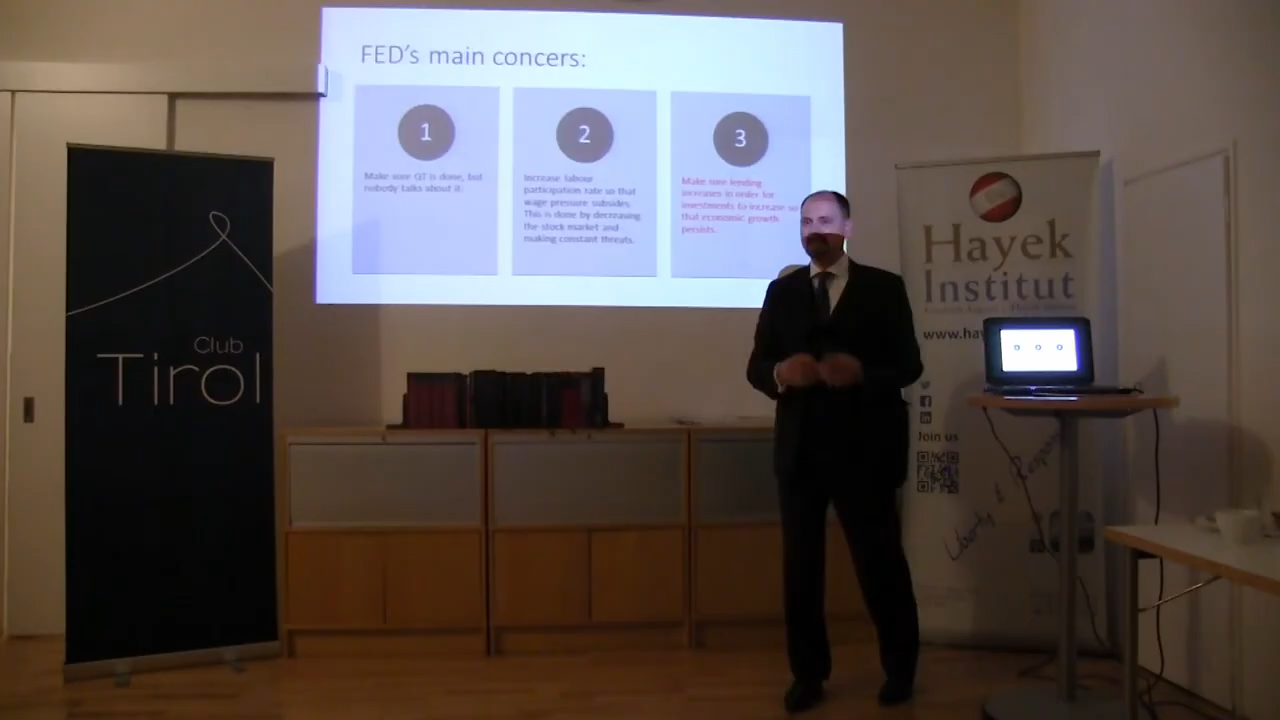 FED's main concers:
1
Make sure QT is done, but
nobody talks about it.
2
Increase labour
participation rate so that
wage pressure subsides.
This is done by decreasing
the stock market and
making constant threats.
3
Make sure lending
increases in order for
investments to increase so
that economic growth
persists.
Club
Tirol
Hayek
Institut
www.hay
Join us
Liberty &